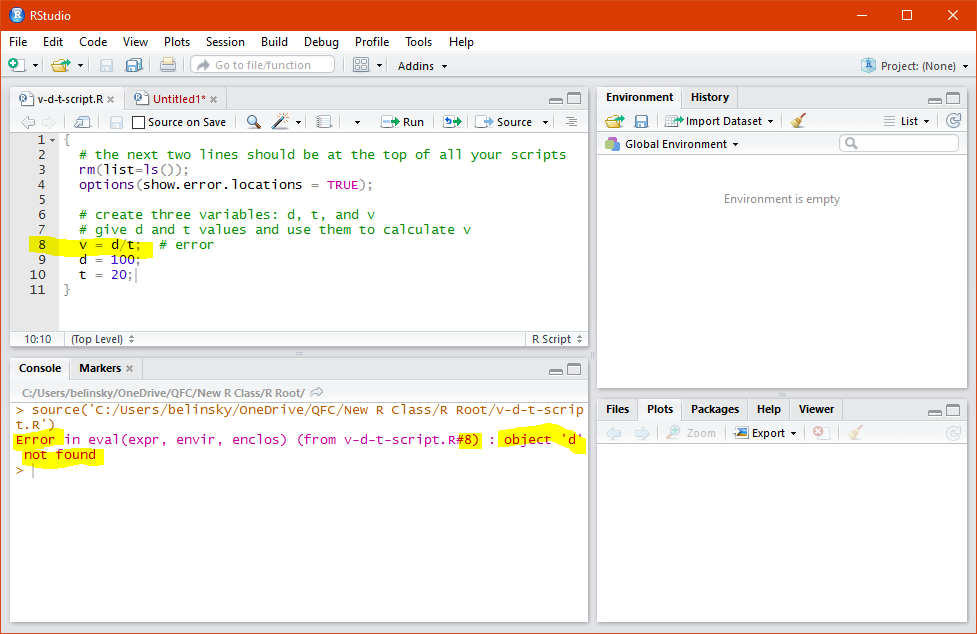 RStudio
File Edit Code View Plots Session Build Debug Profile Tools Help
Go to file/function Addins Project: (None)
v-d-t-script.R Untitled1*
Source on Save Run Source
1 {
2 # the next two lines should be at the top of all your scripts
3 rm(list=ls());
4 options(show.error.locations = TRUE);
5
6 # create three variables: d, t, and v
7 # give d and t values and use them to calculate v
8 v = d/t; # error
9 d = 100;
10 t = 20;
11 }
10:10 (Top Level) R Script
Console Markers
C:/Users/belinsky/OneDrive/QFC/New R Class/R Root/
> source('C:/Users/belinsky/OneDrive/QFC/New R Class/R Root/v-d-t-scrip
t.R')
Error in eval(expr, envir, enclos) (from v-d-t-script.R#8) : object 'd'
not found
>
Environment History
Import Dataset List
Global Environment
Environment is empty
Files Plots Packages Help Viewer
Zoom Export